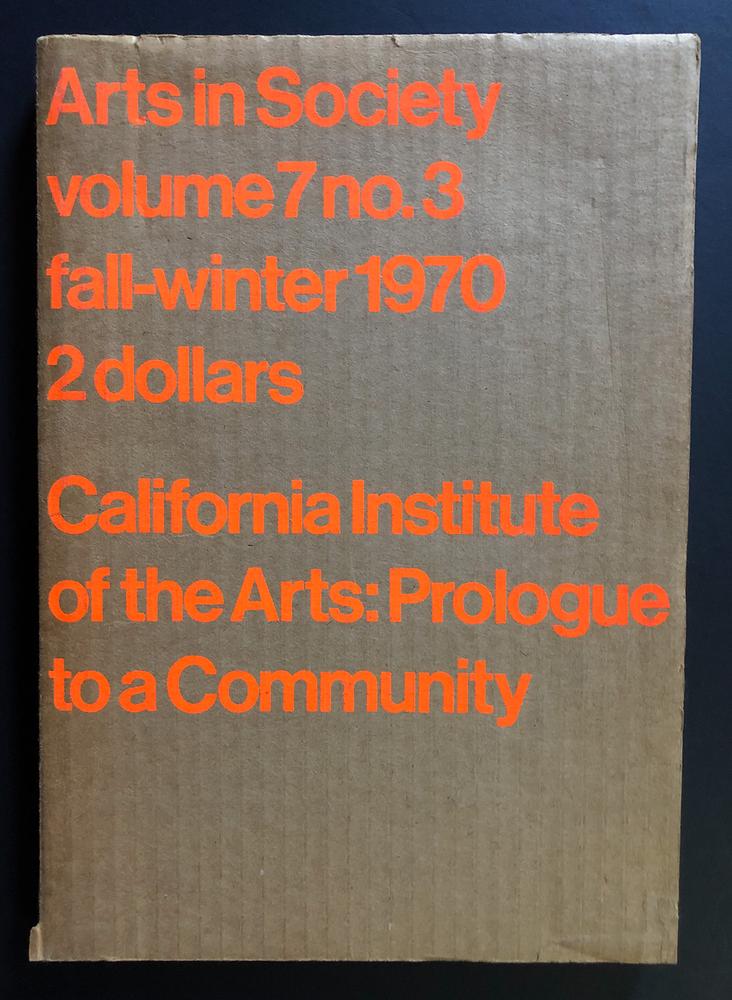 Arts in Society
volume 7 no. 3
fall-winter 1970
2 dollars
California Institute
of the Arts: Prologue
to a Community